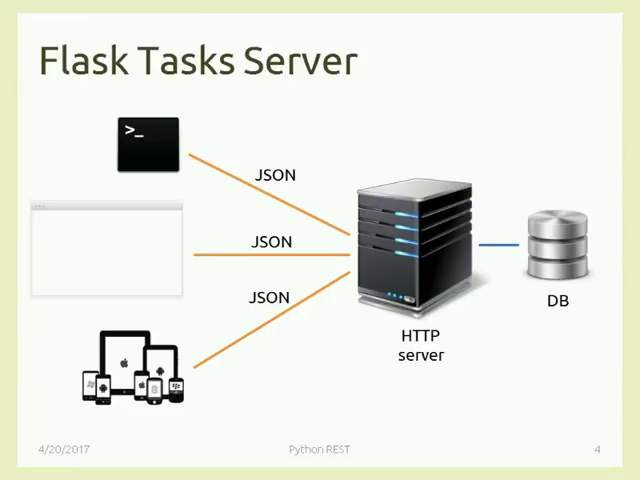 Flask Tasks Server
>_
JSON
JSON
JSON
HTTP
server
DB
4/20/2017
Python REST
4